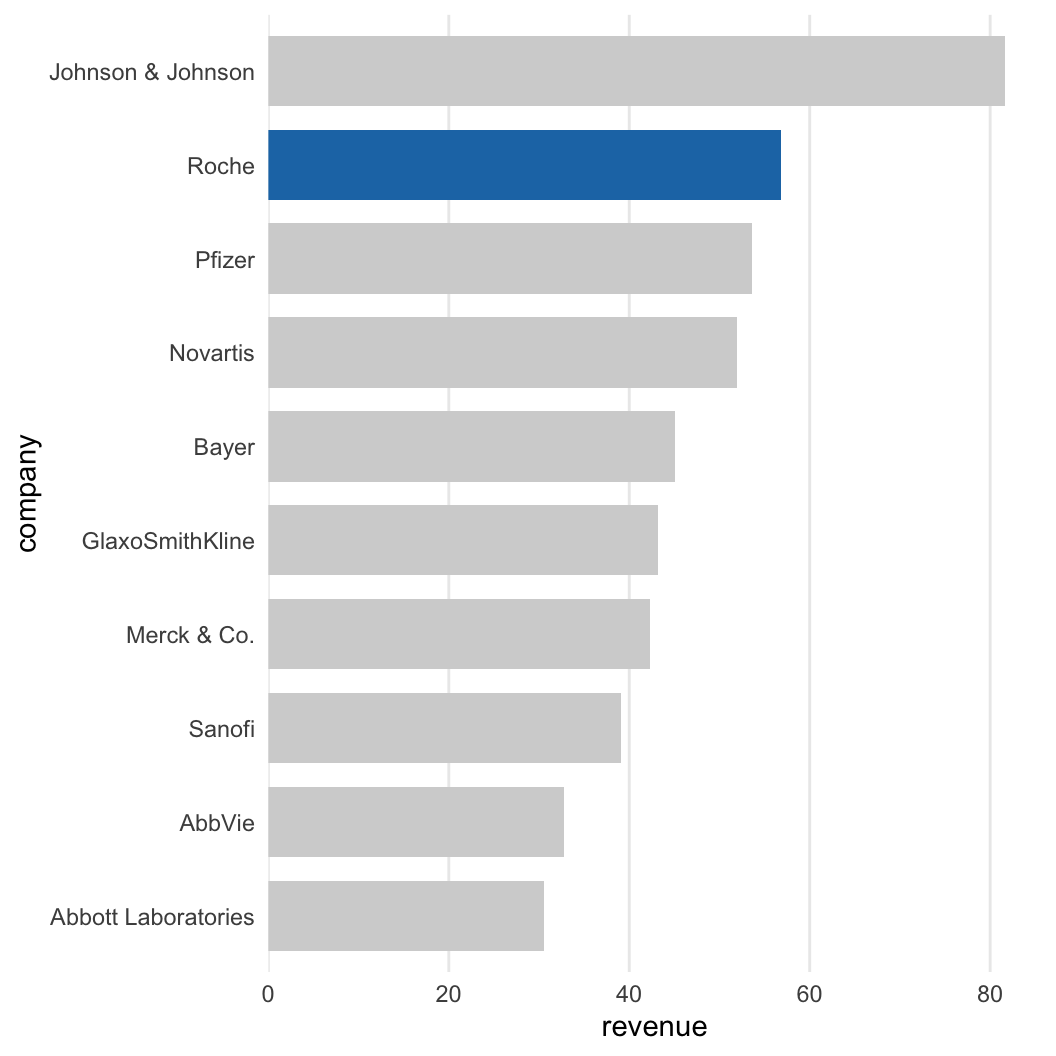 Johnson & Johnson
Roche
Pfizer
Novartis
Bayer
GlaxoSmithKline
Merck & Co.
Sanofi
AbbVie
Abbott Laboratories
company
0 20 40 60 80
revenue